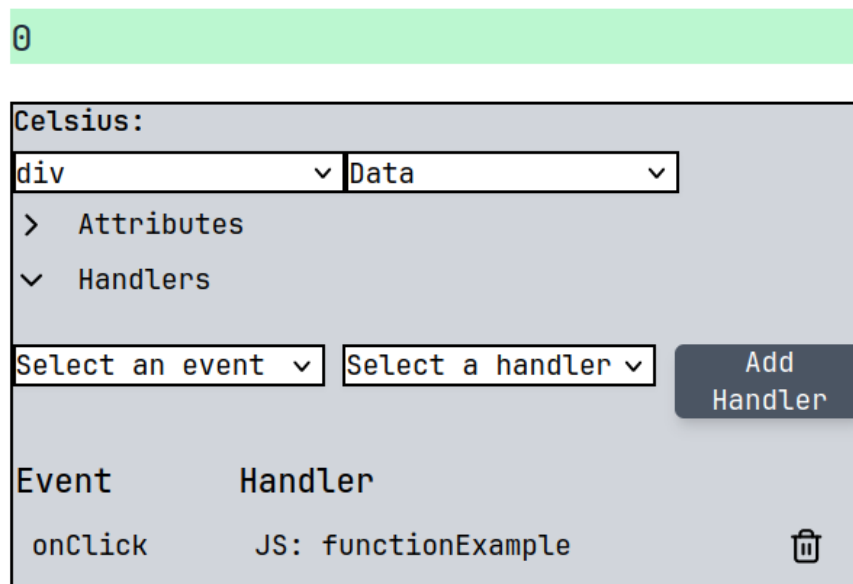 0
Celsius:
div Data
Attributes
Handlers
Select an event Select a handler Add Handler
Event Handler
onClick JS: functionExample